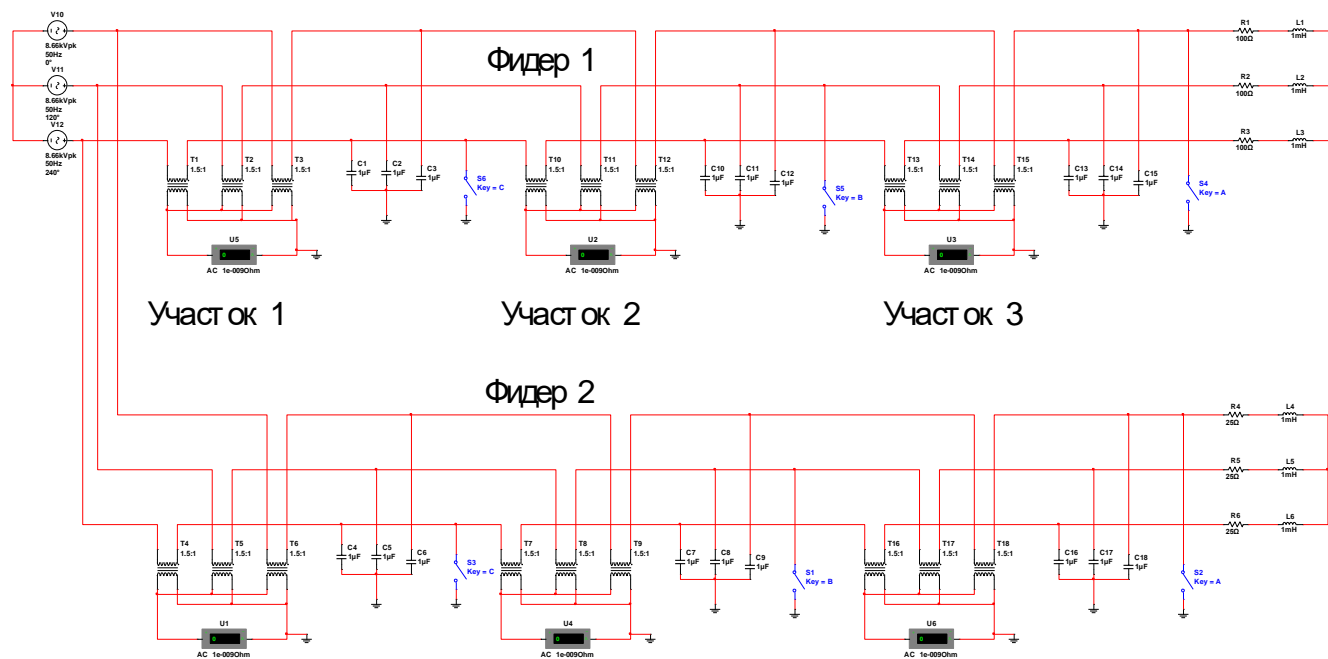 V10
8.66kVpk
50Hz
0°
V11
8.66kVpk
50Hz
120°
V12
8.66kVpk
50Hz
240°
Фидер 1
R1
100Ω
L1
1mH
R2
100Ω
L2
1mH
R3
100Ω
L3
1mH
T1
1.5:1
T2
1.5:1
T3
1.5:1
C1
1µF
C2
1µF
C3
1µF
S6
Key = C
T10
1.5:1
T11
1.5:1
T12
1.5:1
C10
1µF
C11
1µF
C12
1µF
S5
Key = B
T13
1.5:1
T14
1.5:1
T15
1.5:1
C13
1µF
C14
1µF
C15
1µF
S4
Key = A
U5
0
AC 1e-009Ohm
U2
0
AC 1e-009Ohm
U3
0
AC 1e-009Ohm
Участок 1
Участок 2
Участок 3
Фидер 2
R4
25Ω
L4
1mH
R5
25Ω
L5
1mH
R6
25Ω
L6
1mH
T4
1.5:1
T5
1.5:1
T6
1.5:1
C4
1µF
C5
1µF
C6
1µF
S3
Key = C
T7
1.5:1
T8
1.5:1
T9
1.5:1
C7
1µF
C8
1µF
C9
1µF
S1
Key = B
T16
1.5:1
T17
1.5:1
T18
1.5:1
C16
1µF
C17
1µF
C18
1µF
S2
Key = A
U1
0
AC 1e-009Ohm
U4
0
AC 1e-009Ohm
U6
0
AC 1e-009Ohm